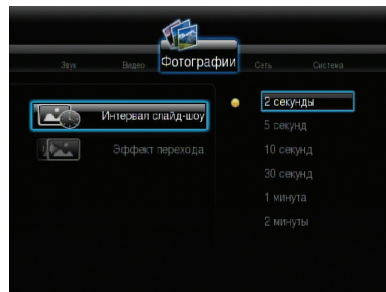 Звук Видео Фотографии Сеть Система
Интервал слайд-шоу
Эффект перехода
2 секунды
5 секунд
10 секунд
30 секунд
1 минута
2 минуты